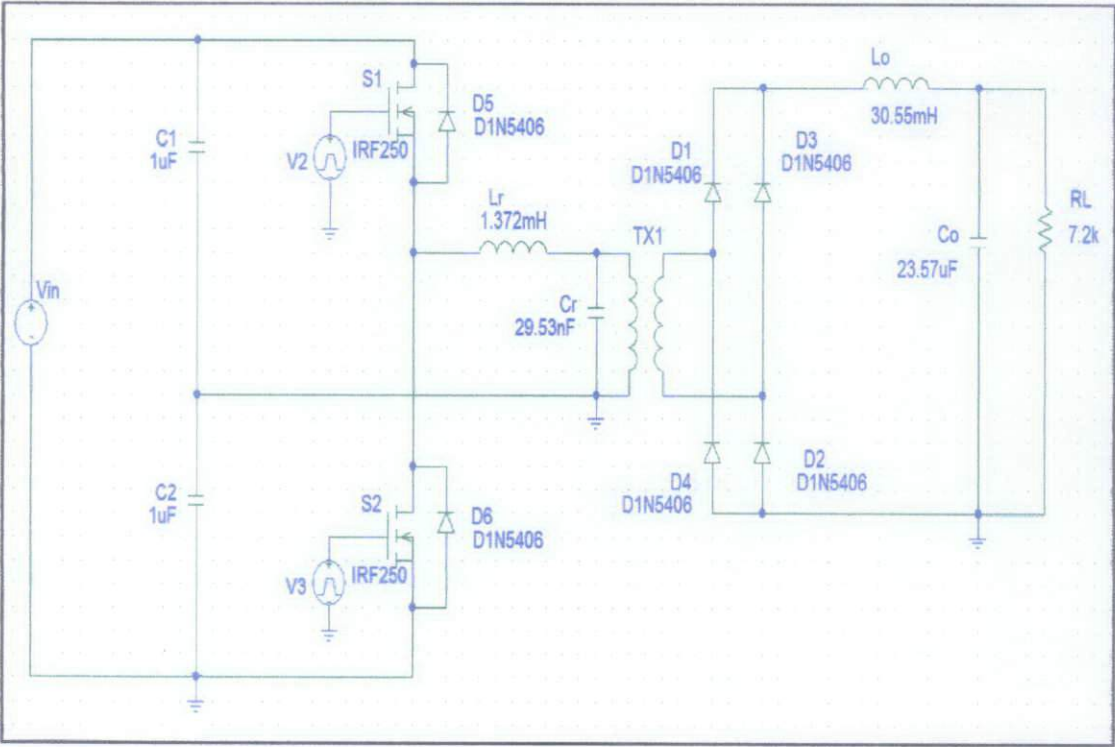 Lo
30.55mH
S1
D5
D1N5406
C1
1uF
V2
IRF250
D1
D1N5406
D3
D1N5406
Lr
1.372mH
TX1
RL
7.2k
Co
23.57uF
Vin
Cr
29.53nF
C2
1uF
S2
D6
D1N5406
V3
IRF250
D4
D1N5406
D2
D1N5406